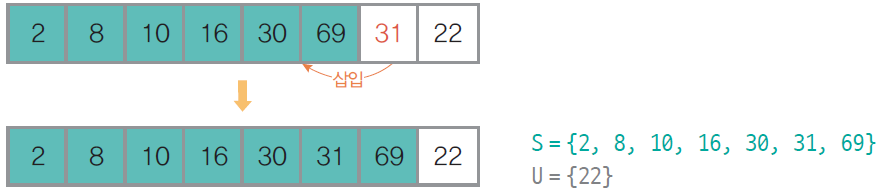 2 8 10 16 30 69 31 22
삽입
2 8 10 16 30 31 69 22
S = {2, 8, 10, 16, 30, 31, 69}
U = {22}